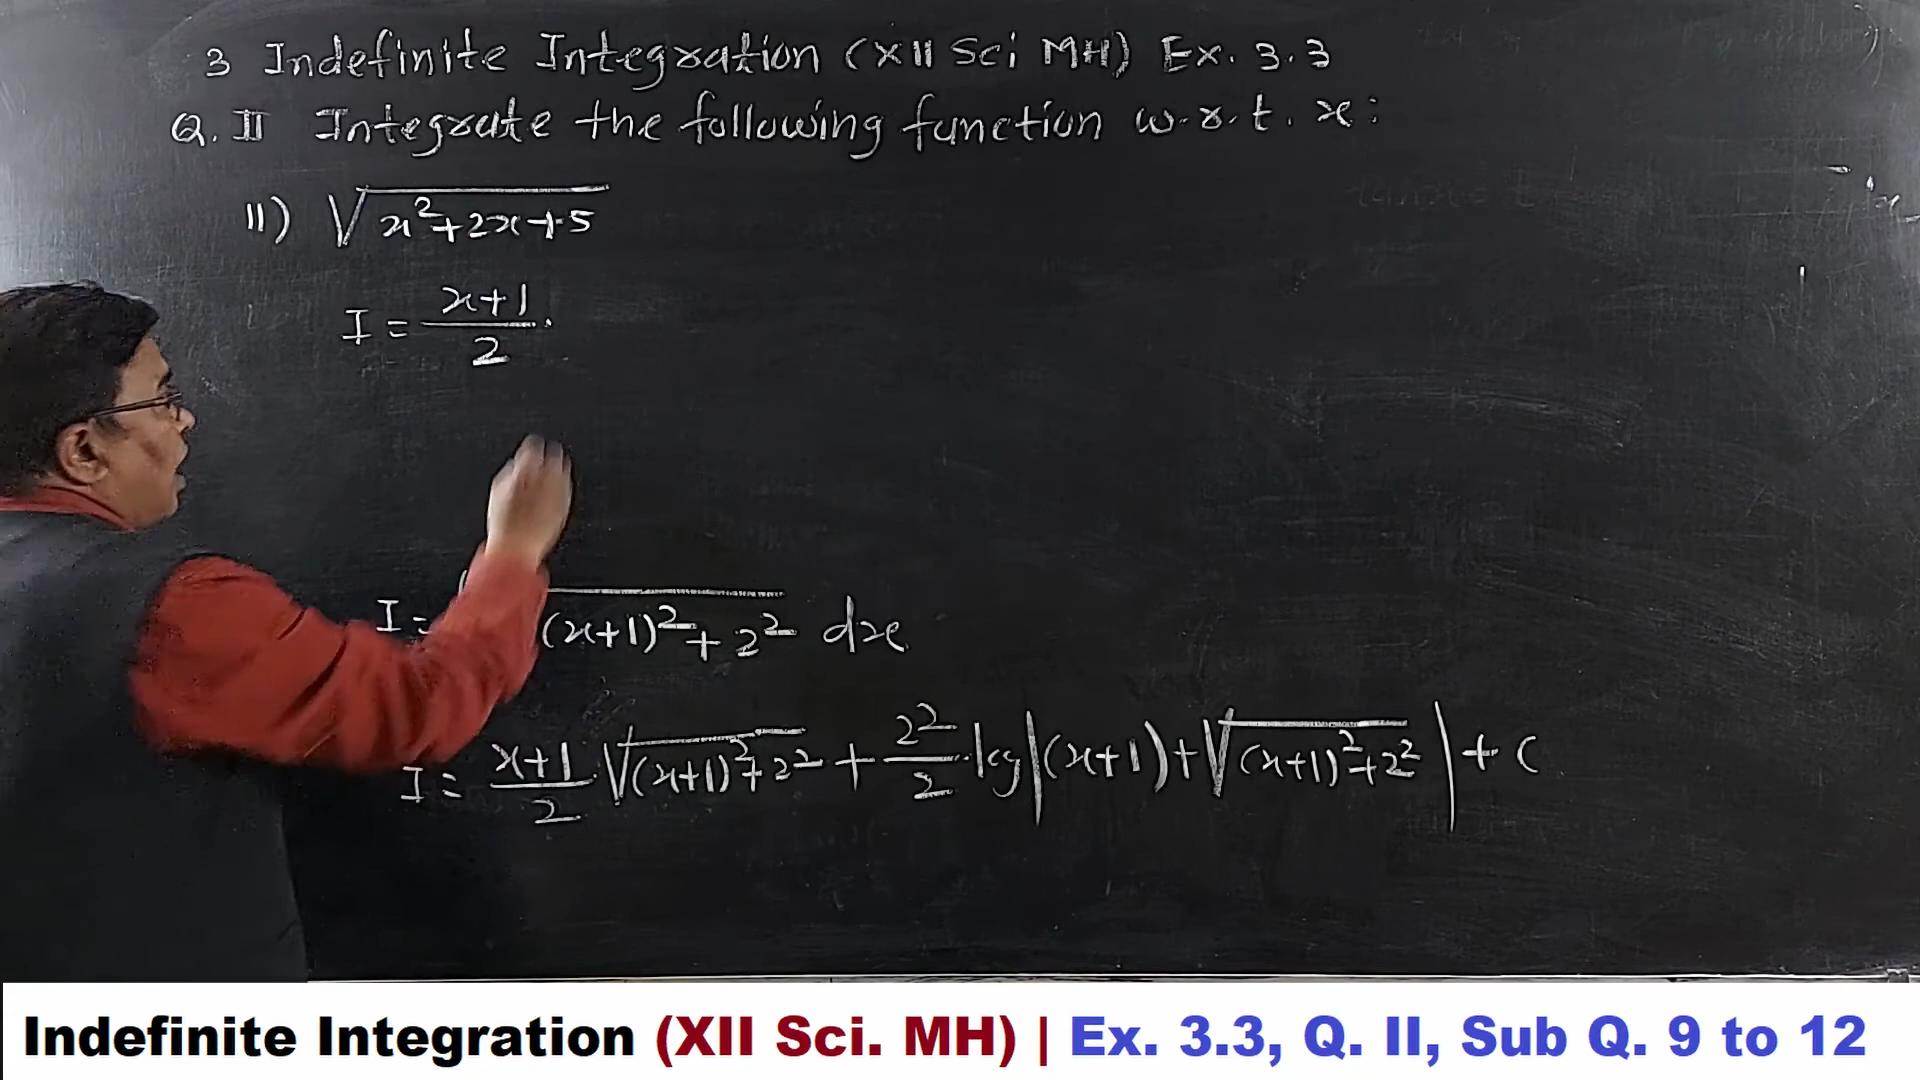 3 Indefinite Integration (XII Sci MH) Ex. 3.3
Q. II Integrate the following function w.r.t. x:
11) √(x²+2x+5)
I = (x+1)/2 ·
I = (x+1)²+2² dx
I = (x+1)/2 · √((x+1)²+2²) + 2²/2 · log|(x+1)+√((x+1)²+2²)| + C
Indefinite Integration (XII Sci. MH) | Ex. 3.3, Q. II, Sub Q. 9 to 12